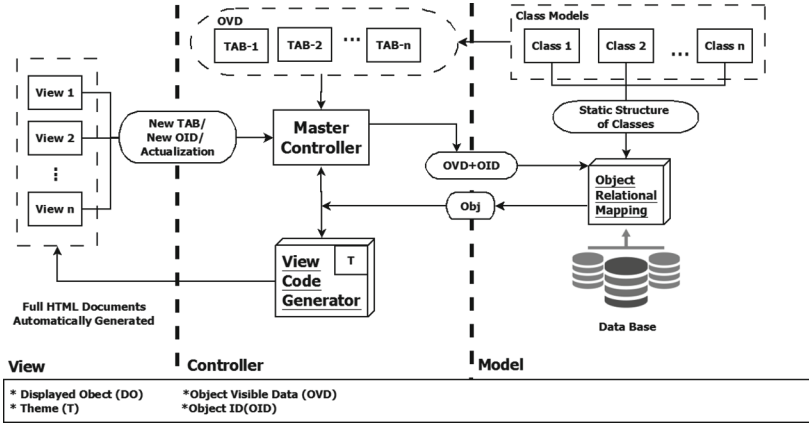 OVD
TAB-1
TAB-2
...
TAB-n
Class Models
Class 1
Class 2
...
Class n
View 1
View 2
...
View n
New TAB/
New OID/
Actualization
Master
Controller
Static Structure
of Classes
OVD+OID
Object
Relational
Mapping
Obj
View
Code
Generator
T
Full HTML Documents
Automatically Generated
Data Base
View
Controller
Model
* Displayed Obect (DO)
*Object Visible Data (OVD)
* Theme (T)
*Object ID(OID)